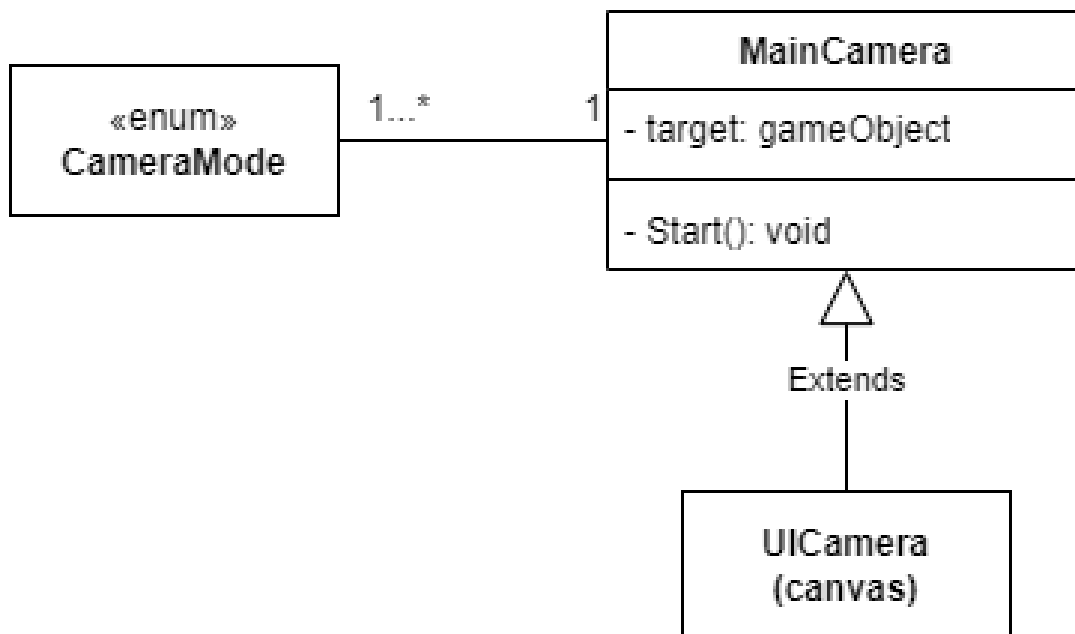 «enum»
CameraMode
1...*
1
MainCamera
- target: gameObject
- Start(): void
Extends
UICamera
(canvas)